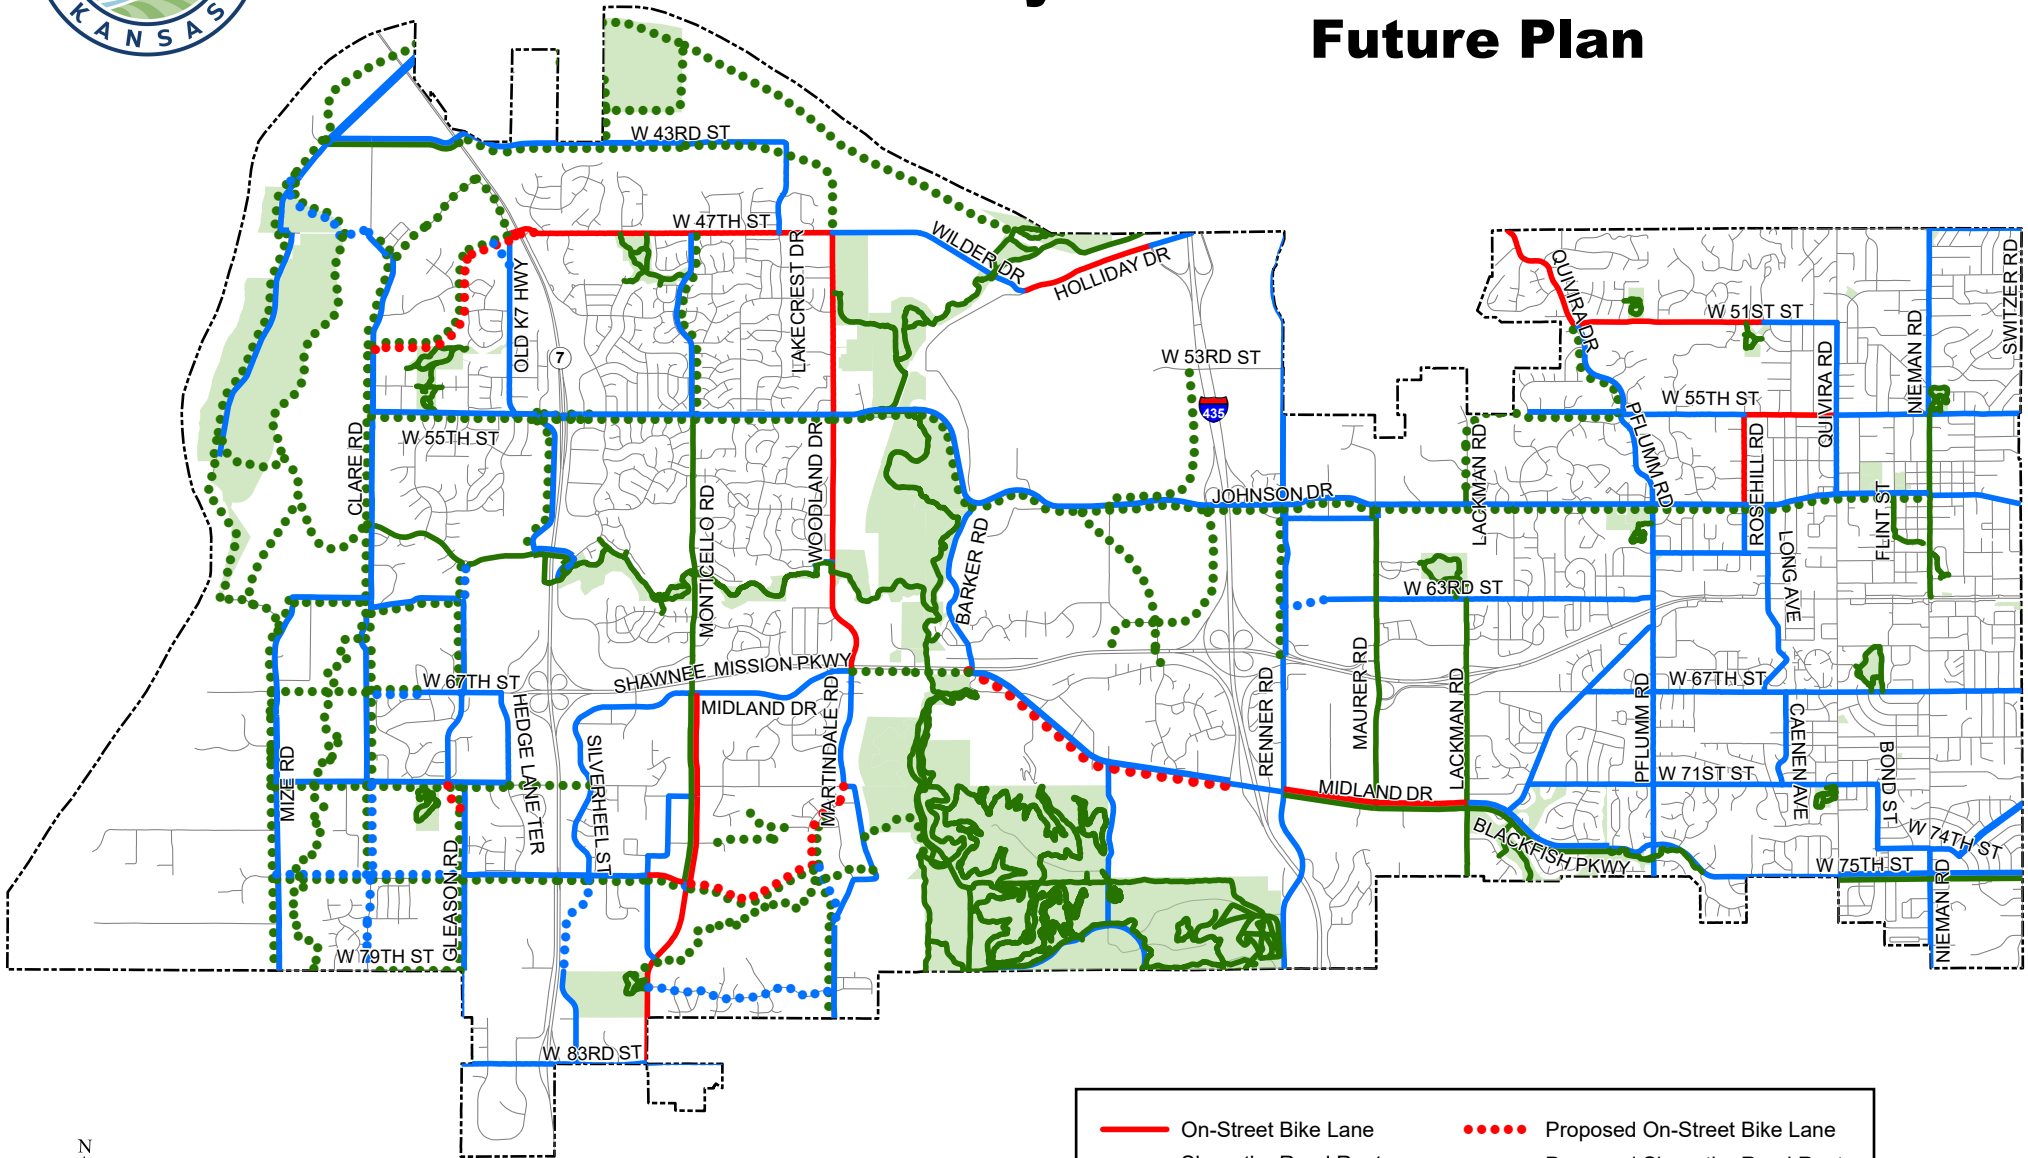 KANSAS
Future Plan
W 43RD ST
W 47TH ST
WILDER DR
HOLLIDAY DR
LAKECREST DR
OLD K7 HWY
QUIVIRA DR
W 51ST ST
SWITZER RD
NIEMAN RD
QUIVIRA RD
7
W 53RD ST
435
W 55TH ST
W 55TH ST
CLARE RD
WOODLAND DR
MONTICELLO RD
PFLUMM RD
ROSEHILL RD
LACKMAN RD
JOHNSON DR
FLINT ST
LONG AVE
BARKER RD
W 63RD ST
MAURER RD
SHAWNEE MISSION PKWY
W 67TH ST
W 67TH ST
MIDLAND DR
MARTINDALE RD
RENNER RD
LACKMAN RD
PFLUMM RD
CAENEN AVE
BOND ST
HEDGE LANE TER
SILVERHEEL ST
MIZE RD
W 71ST ST
MIDLAND DR
BLACKFISH PKWY
W 74TH ST
W 75TH ST
NIEMAN RD
GLEASON RD
W 79TH ST
W 83RD ST
N
On-Street Bike Lane
Proposed On-Street Bike Lane